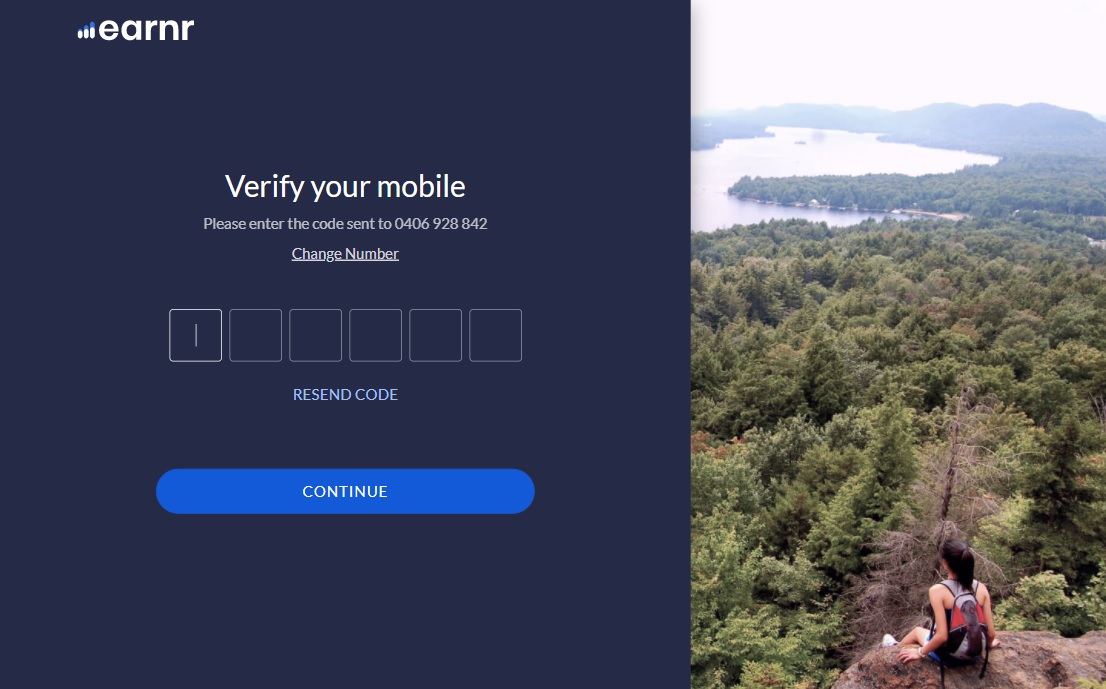 earnr
Verify your mobile
Please enter the code sent to 0406 928 842
Change Number
RESEND CODE
CONTINUE